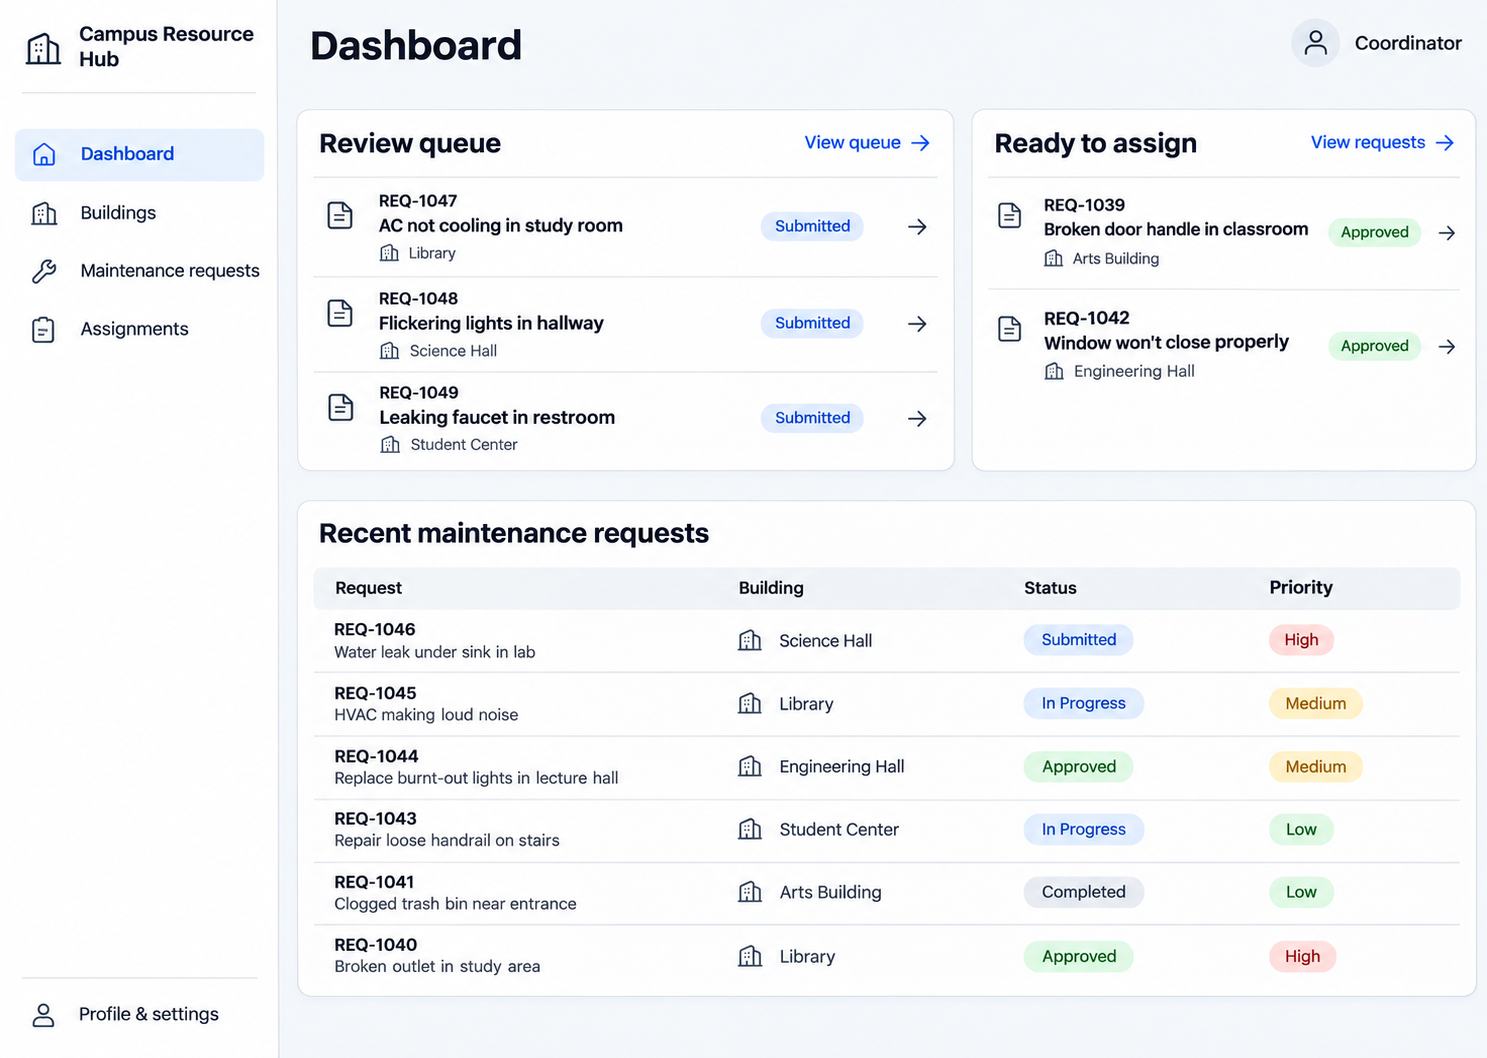 Campus Resource
Hub
Dashboard
Buildings
Maintenance requests
Assignments
Profile & settings
Dashboard
Coordinator
Review queue
View queue
REQ-1047
AC not cooling in study room
Library
Submitted
REQ-1048
Flickering lights in hallway
Science Hall
Submitted
REQ-1049
Leaking faucet in restroom
Student Center
Submitted
Ready to assign
View requests
REQ-1039
Broken door handle in classroom
Arts Building
Approved
REQ-1042
Window won't close properly
Engineering Hall
Approved
Recent maintenance requests
Request Building Status Priority
REQ-1046
Water leak under sink in lab
Science Hall Submitted High
REQ-1045
HVAC making loud noise
Library In Progress Medium
REQ-1044
Replace burnt-out lights in lecture hall
Engineering Hall Approved Medium
REQ-1043
Repair loose handrail on stairs
Student Center In Progress Low
REQ-1041
Clogged trash bin near entrance
Arts Building Completed Low
REQ-1040
Broken outlet in study area
Library Approved High